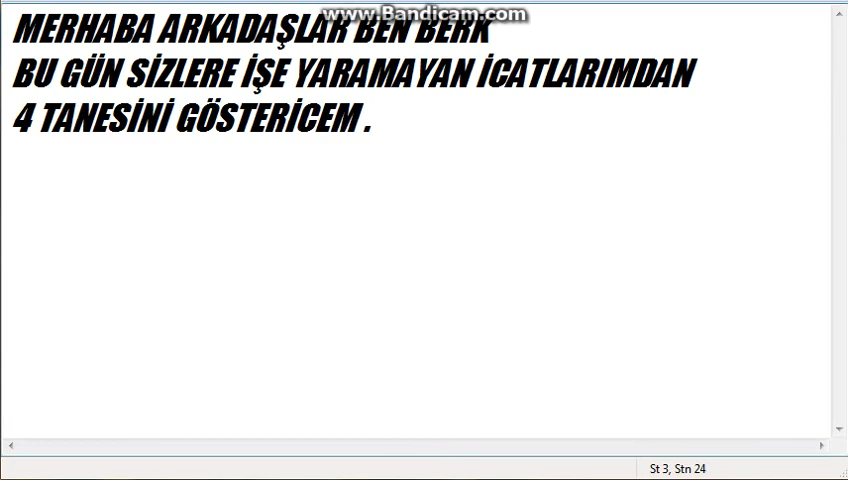 www.Bandicam.com
MERHABA ARKADAŞLAR BEN BERK
BU GÜN SİZLERE İŞE YARAMAYAN İCATLARIMDAN
4 TANESİNİ GÖSTERİCEM .
St 3, Stn 24